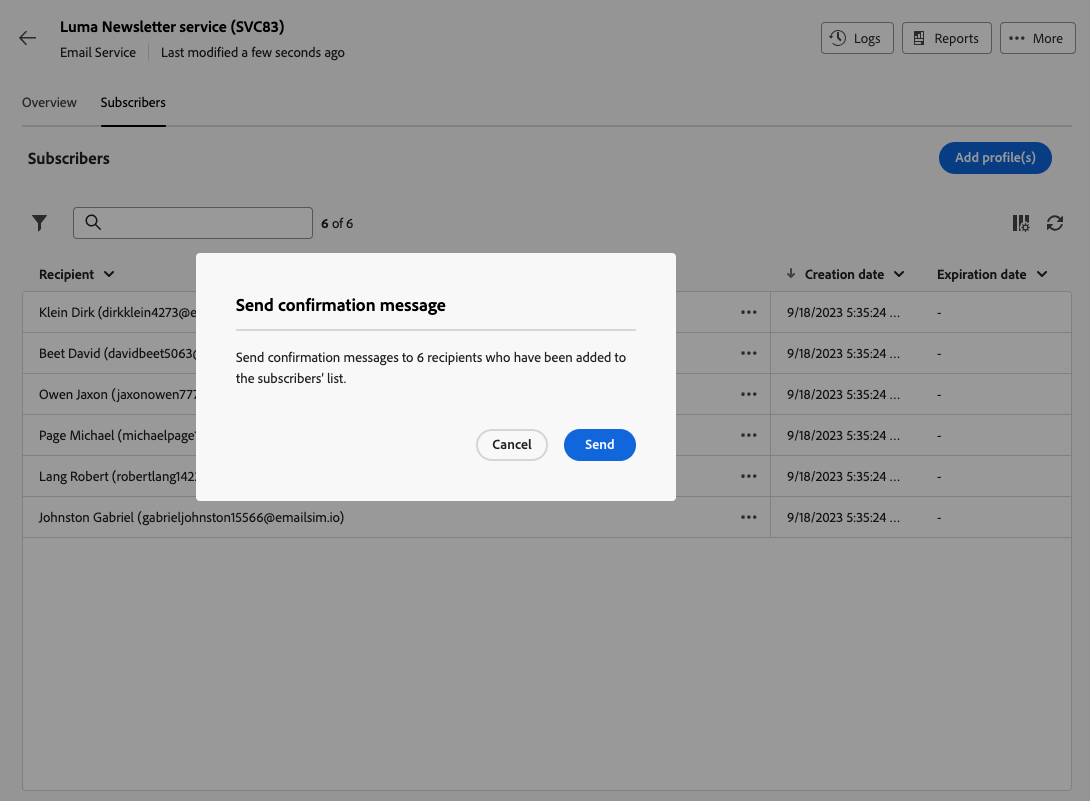 Luma Newsletter service (SVC83)
Email Service
Last modified a few seconds ago
Logs
Reports
More
Overview
Subscribers
Subscribers
Add profile(s)
6 of 6
Recipient
Creation date
Expiration date
Klein Dirk (dirkklein4273@e
9/18/2023 5:35:24 ...
-
Beet David (davidbeet5063@
9/18/2023 5:35:24 ...
-
Owen Jaxon (jaxonowen777
9/18/2023 5:35:24 ...
-
Page Michael (michaelpage
9/18/2023 5:35:24 ...
-
Lang Robert (robertlang142
9/18/2023 5:35:24 ...
-
Johnston Gabriel (gabrieljohnston15566@emailsim.io)
9/18/2023 5:35:24 ...
-
Send confirmation message
Send confirmation messages to 6 recipients who have been added to
the subscribers' list.
Cancel
Send